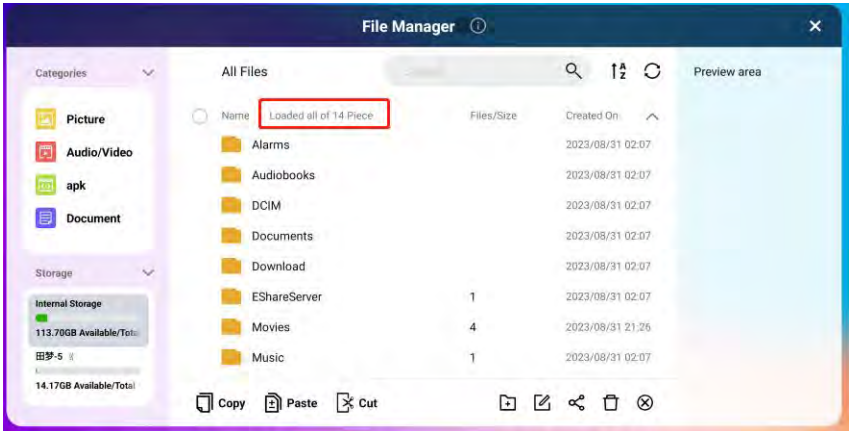 File Manager
Categories
All Files
Preview area
Name Loaded all of 14 Piece Files/Size Created On
Picture
Audio/Video
apk
Document
Alarms 2023/08/31 02:07
Audiobooks 2023/08/31 02:07
DCIM 2023/08/31 02:07
Documents 2023/08/31 02:07
Download 2023/08/31 02:07
EShareServer 1 2023/08/31 02:07
Movies 4 2023/08/31 21:26
Music 1 2023/08/31 02:07
Storage
Internal Storage
113.70GB Available/Tota
田梦-5
14.17GB Available/Total
Copy Paste Cut